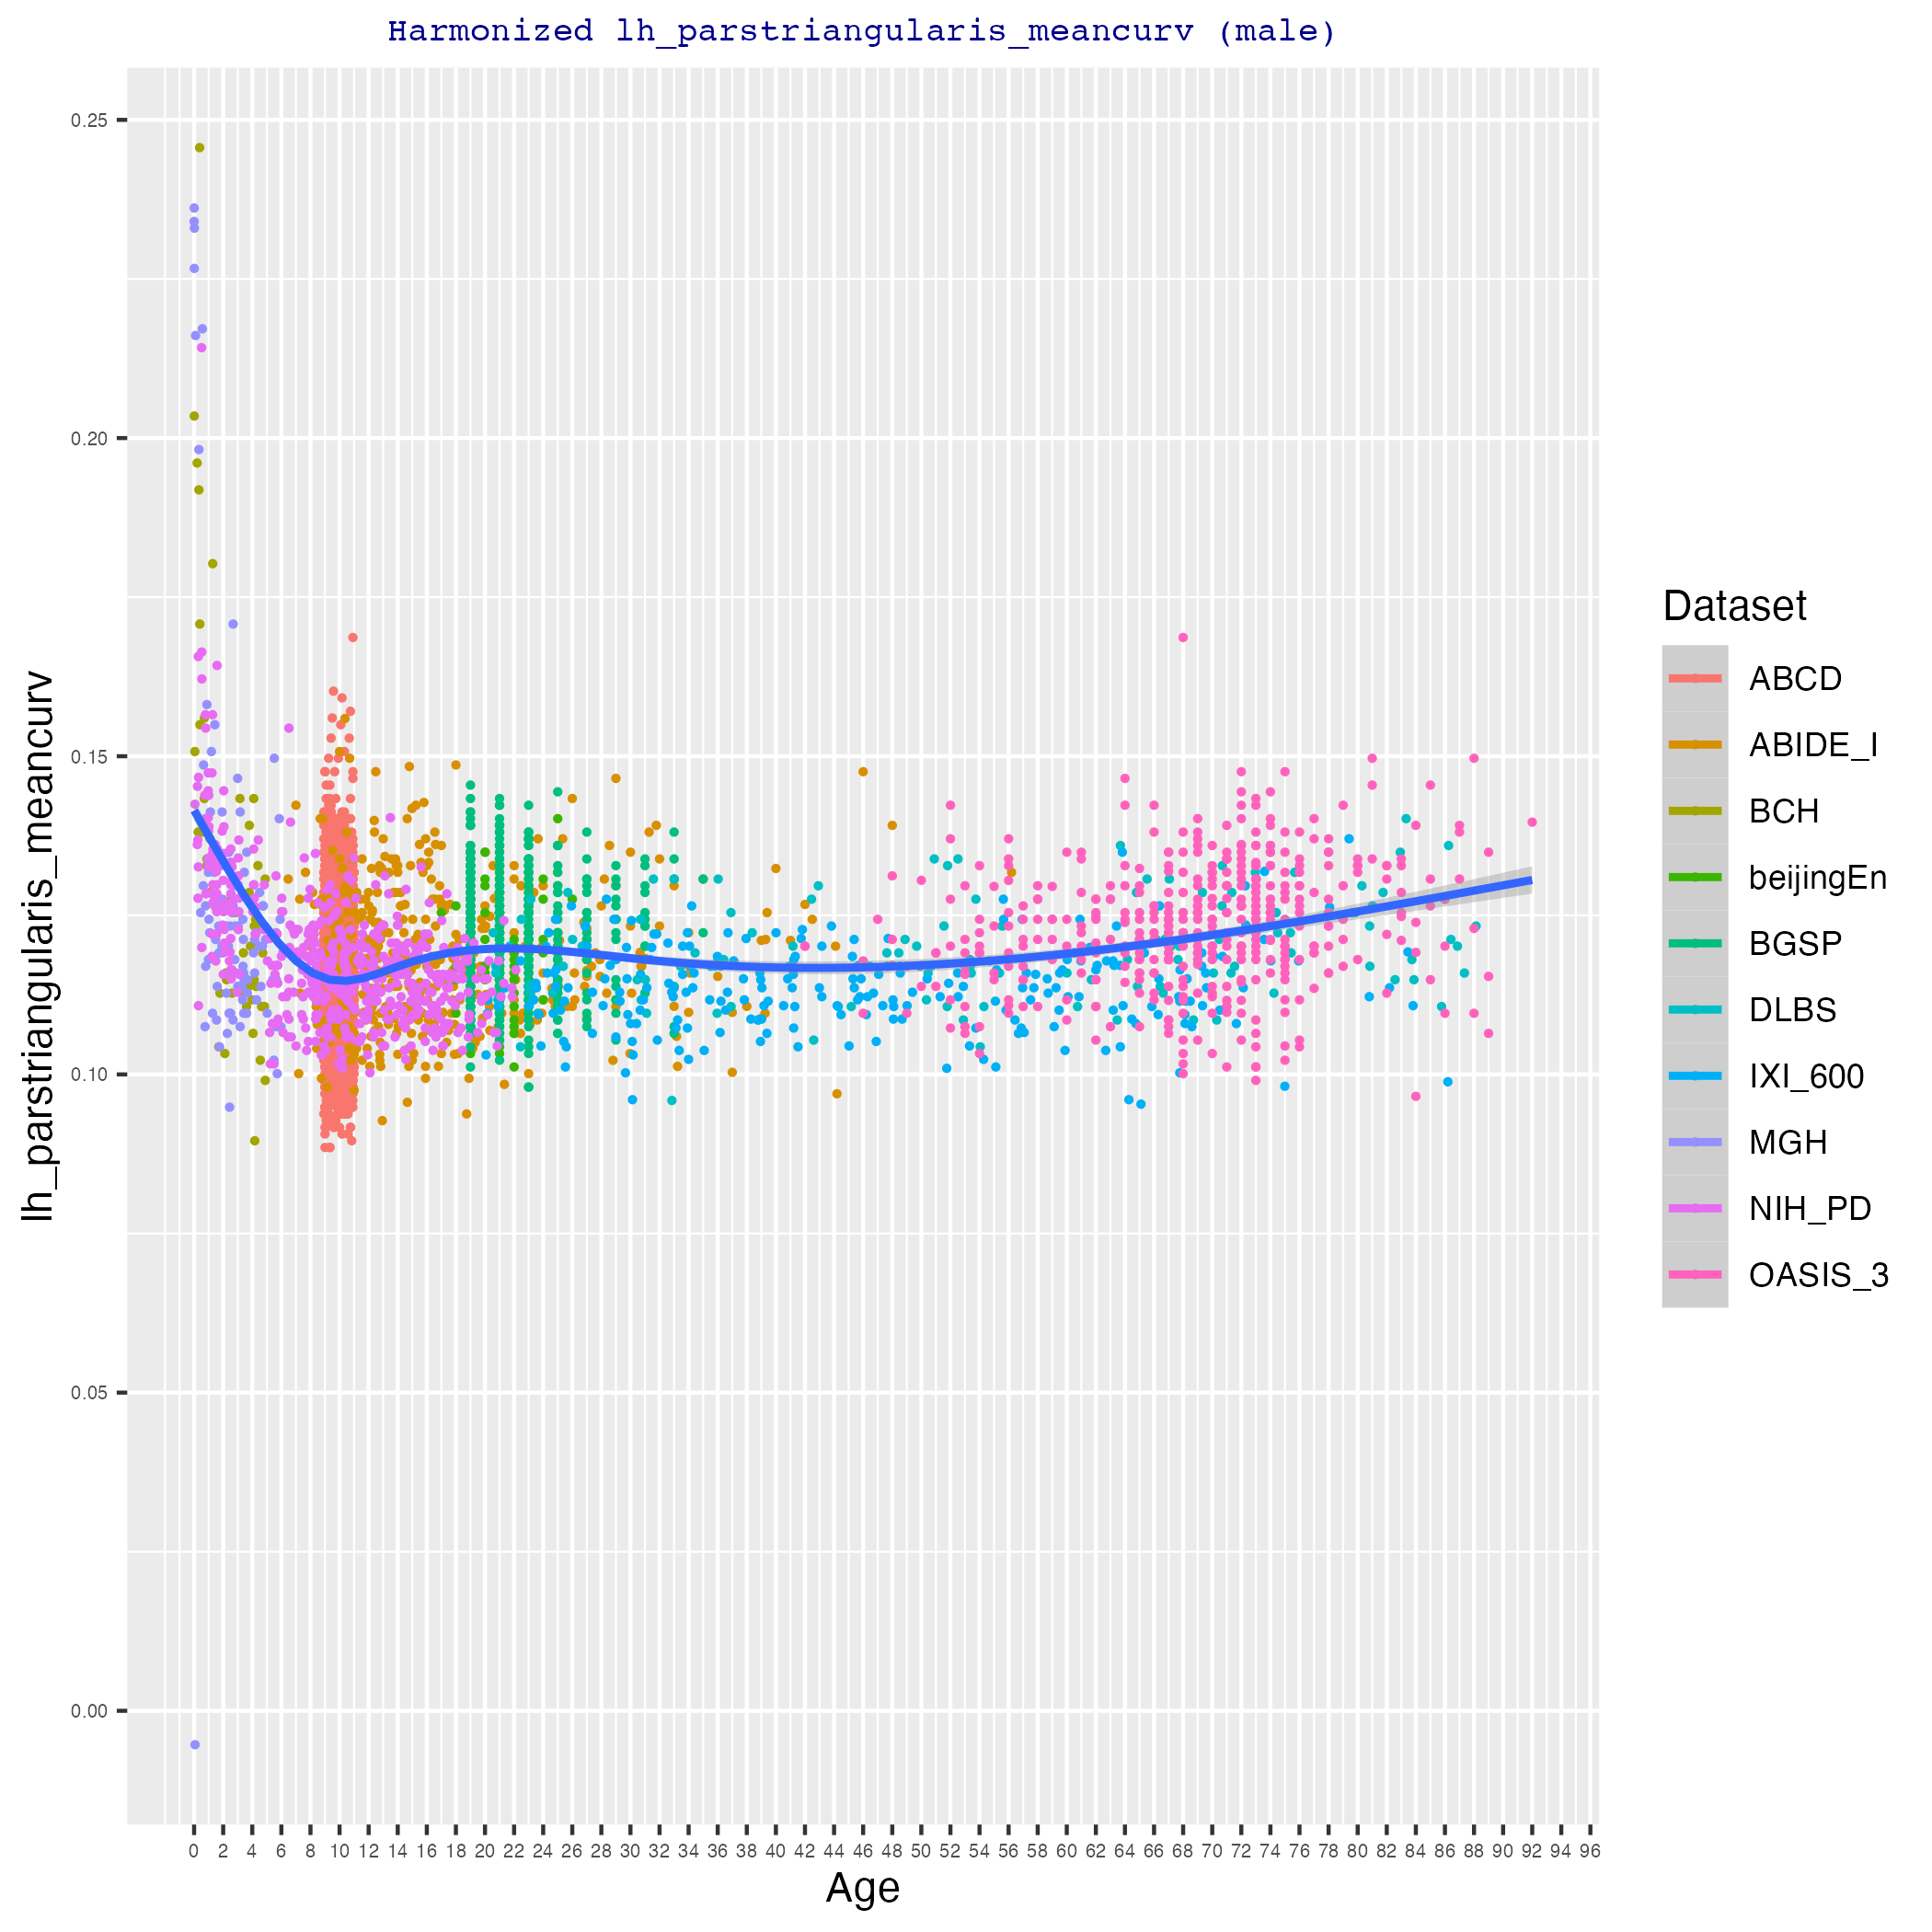 Harmonized lh_parstriangularis_meancurv (male)
lh_parstriangularis_meancurv
0.25
0.20
0.15
0.10
0.05
0.00
0 2 4 6 8 10 12 14 16 18 20 22 24 26 28 30 32 34 36 38 40 42 44 46 48 50 52 54 56 58 60 62 64 66 68 70 72 74 76 78 80 82 84 86 88 90 92 94 96
Age
Dataset
ABCD
ABIDE_I
BCH
beijingEn
BGSP
DLBS
IXI_600
MGH
NIH_PD
OASIS_3